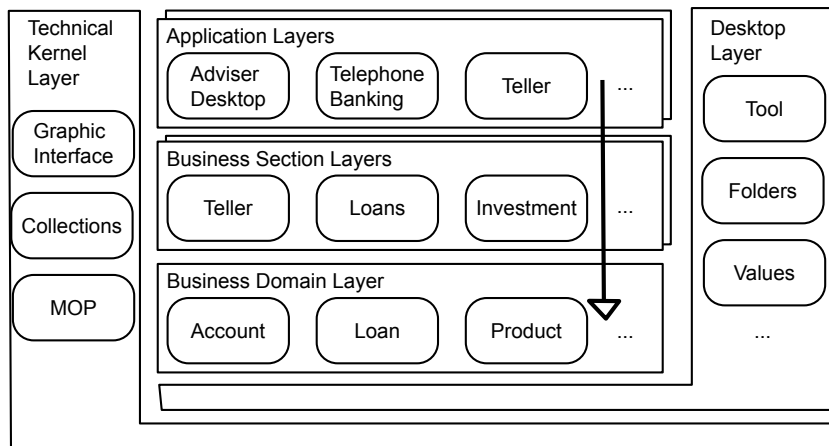 Technical
Kernel
Layer
Graphic
Interface
Collections
MOP
Application Layers
Adviser
Desktop
Telephone
Banking
Teller
...
Business Section Layers
Teller
Loans
Investment
...
Business Domain Layer
Account
Loan
Product
...
Desktop
Layer
Tool
Folders
Values
...